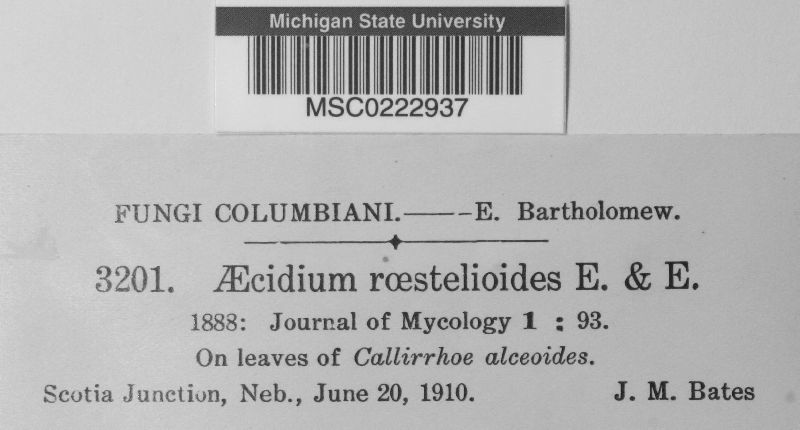 Michigan State University
MSC0222937
FUNGI COLUMBIANI.—–E. Bartholomew.
3201. Æcidium rœstelioides E. & E.
1888: Journal of Mycology 1 : 93.
On leaves of Callirrhoe alceoides.
Scotia Junction, Neb., June 20, 1910. J. M. Bates